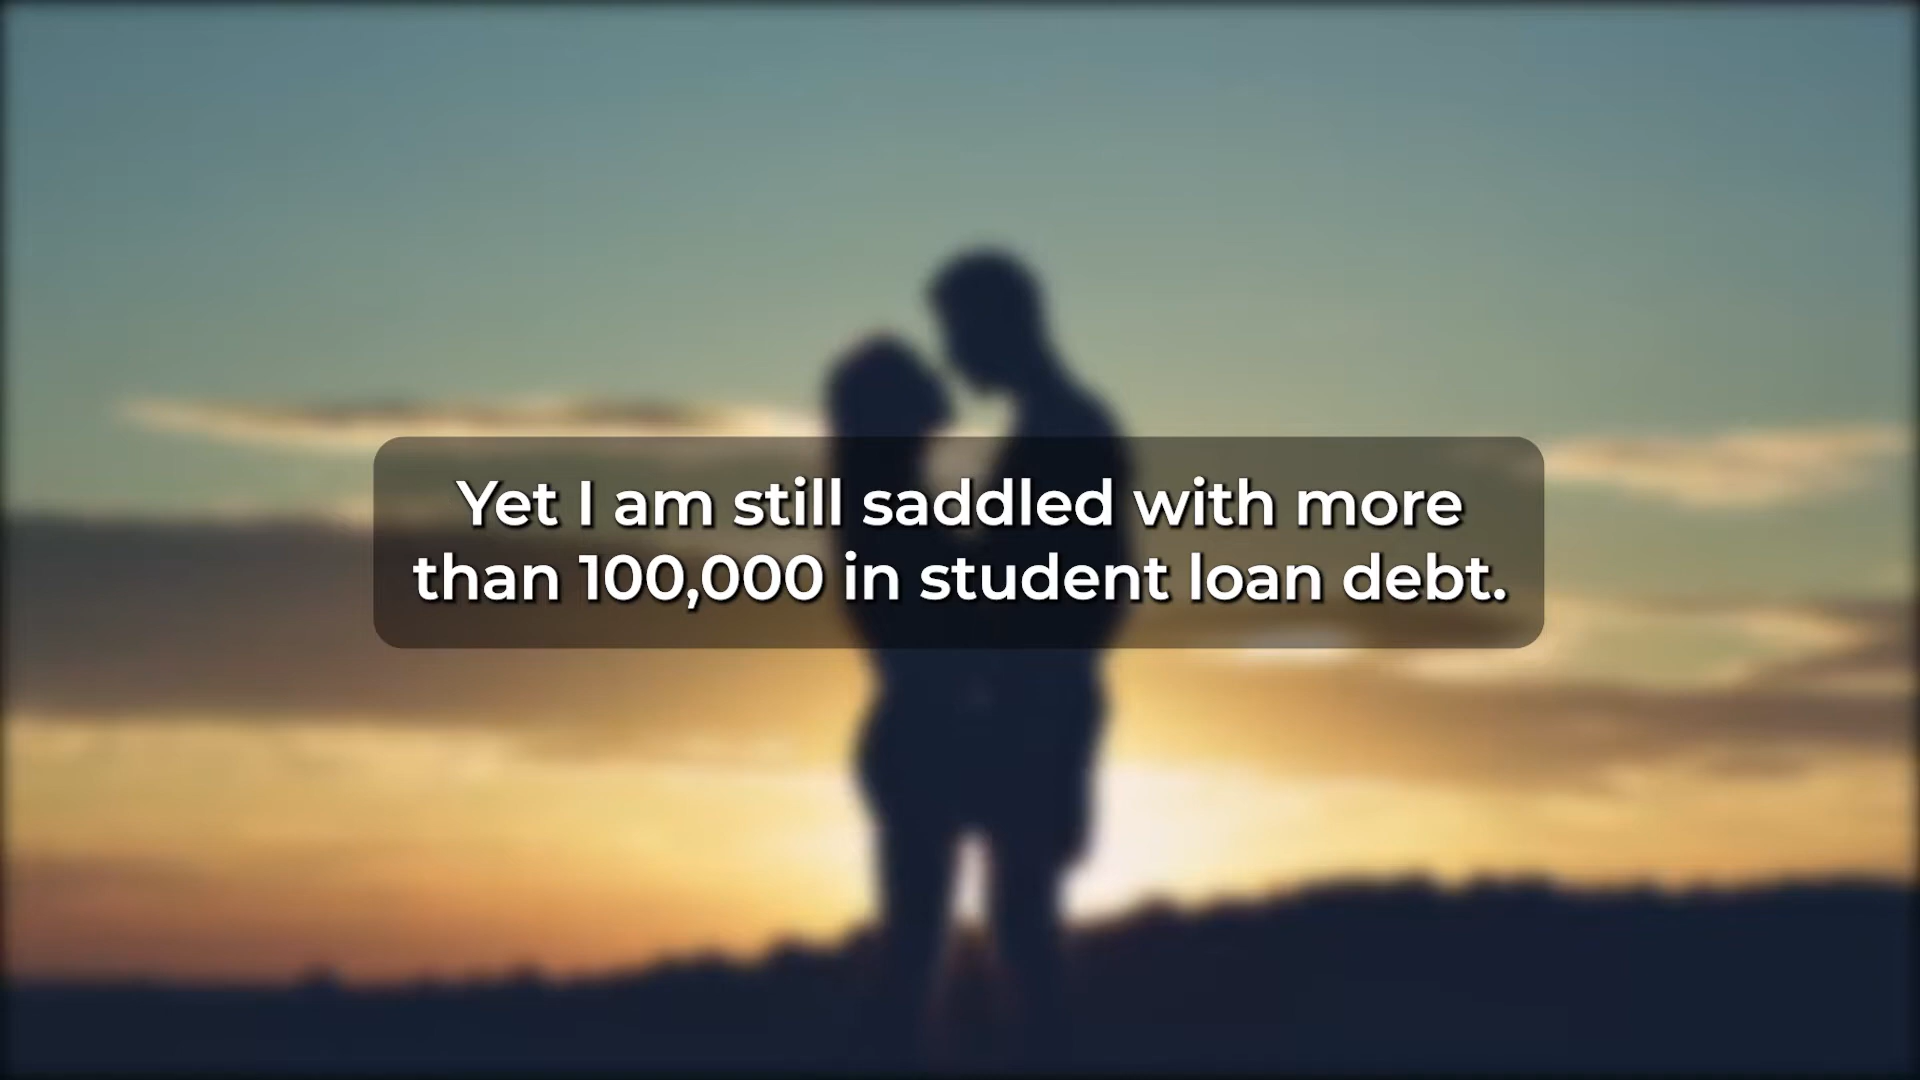 Yet I am still saddled with more
than 100,000 in student loan debt.